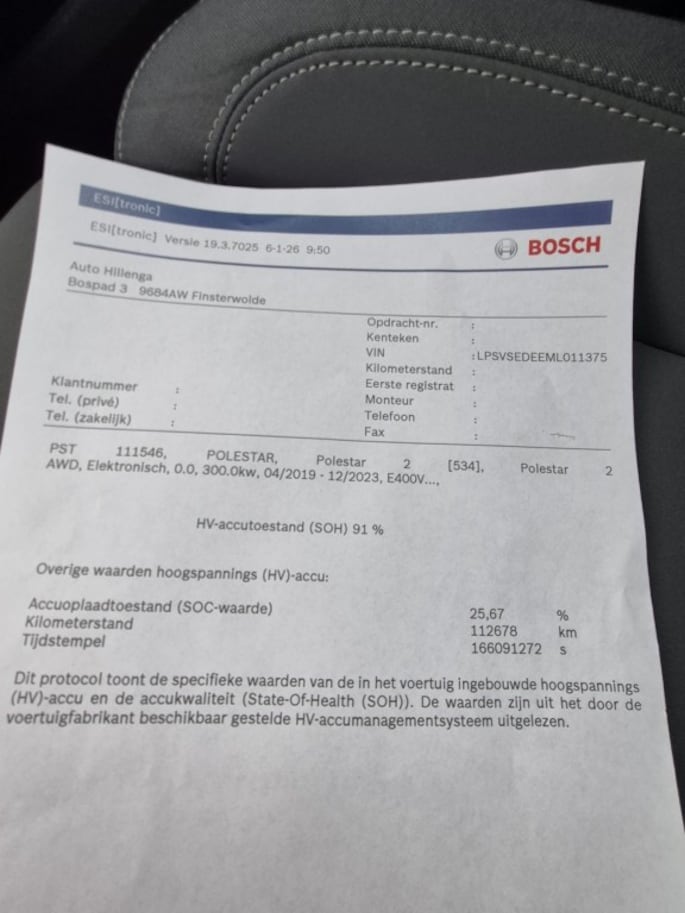 ESI[tronic]
ESI[tronic] Versie 19.3.7025 6-1-26 9:50
BOSCH
Auto Hillenga
Bospad 3 9684AW Finsterwolde
Opdracht-nr. :
Kenteken :
VIN :LPSVSEDEEML011375
Kilometerstand :
Klantnummer : Eerste registrat :
Tel. (privé) : Monteur :
Tel. (zakelijk) : Telefoon :
Fax :
PST 111546, POLESTAR, Polestar 2 [534], Polestar 2
AWD, Elektronisch, 0.0, 300.0kw, 04/2019 - 12/2023, E400V...,
HV-accutoestand (SOH) 91 %
Overige waarden hoogspannings (HV)-accu:
Accuoplaadtoestand (SOC-waarde) 25,67 %
Kilometerstand 112678 km
Tijdstempel 166091272 s
Dit protocol toont de specifieke waarden van de in het voertuig ingebouwde hoogspannings
(HV)-accu en de accukwaliteit (State-Of-Health (SOH)). De waarden zijn uit het door de
voertuigfabrikant beschikbaar gestelde HV-accumanagementsysteem uitgelezen.